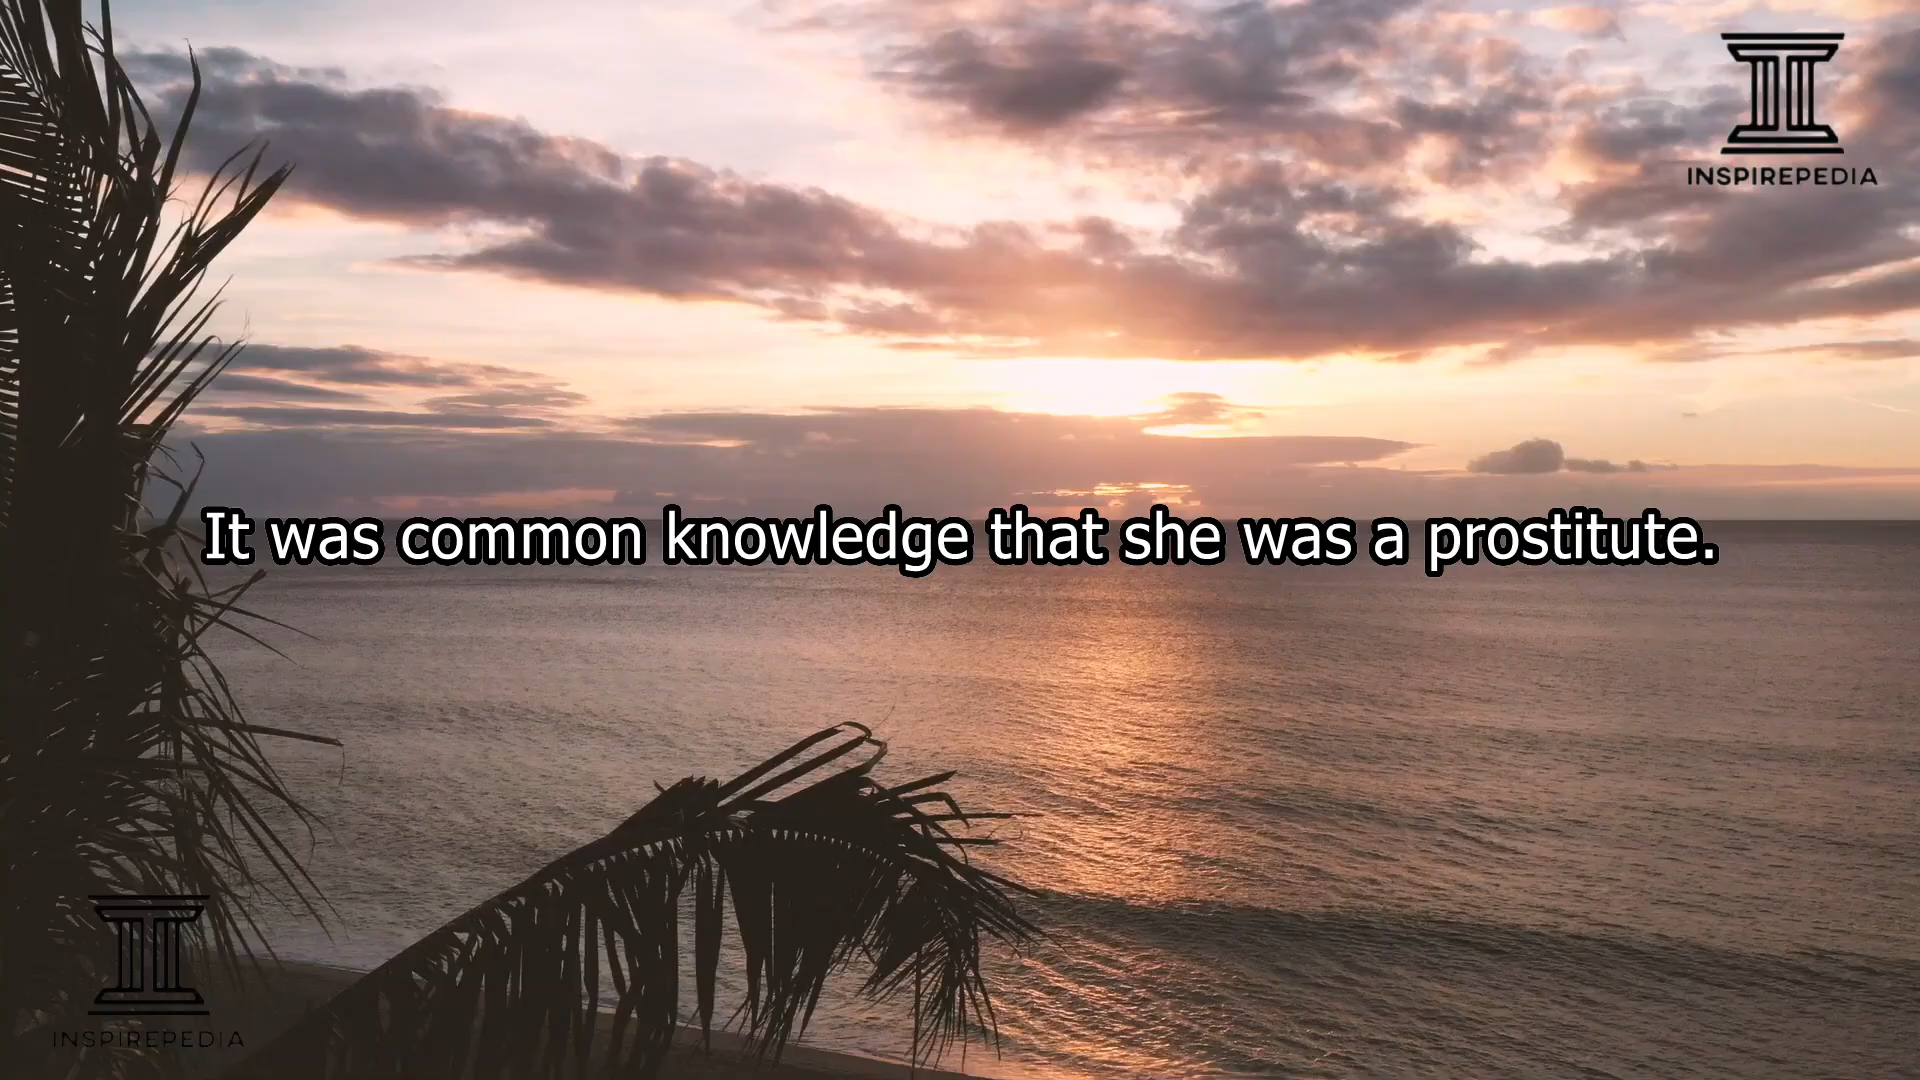 INSPIREPEDIA
It was common knowledge that she was a prostitute.
INSPIREPEDIA